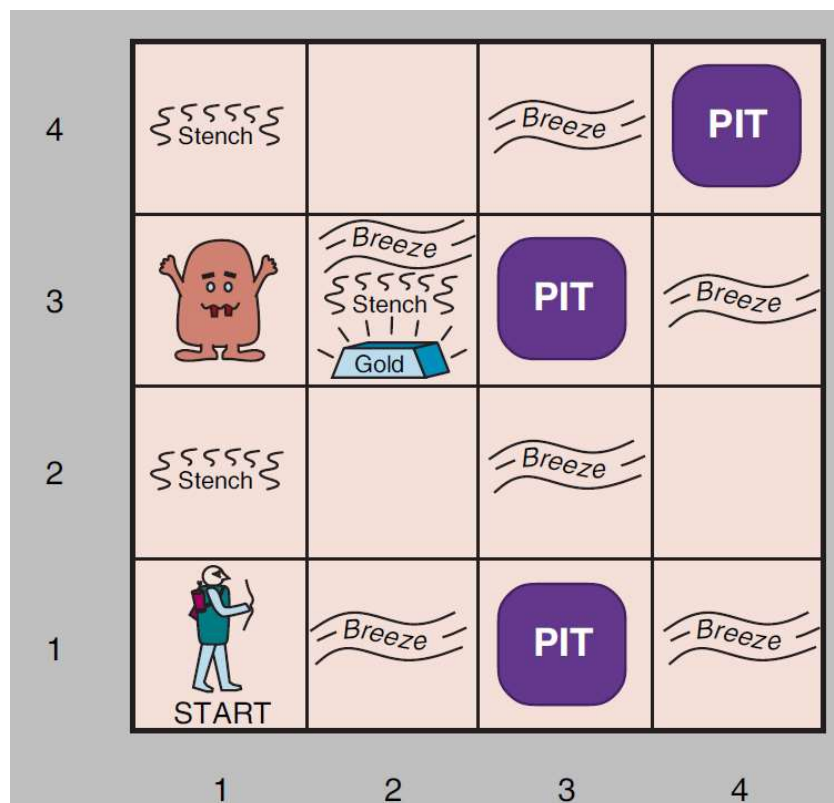 4
Stench
Breeze
PIT
3
Breeze
Stench
Gold
PIT
Breeze
2
Stench
Breeze
1
START
Breeze
PIT
Breeze
1 2 3 4